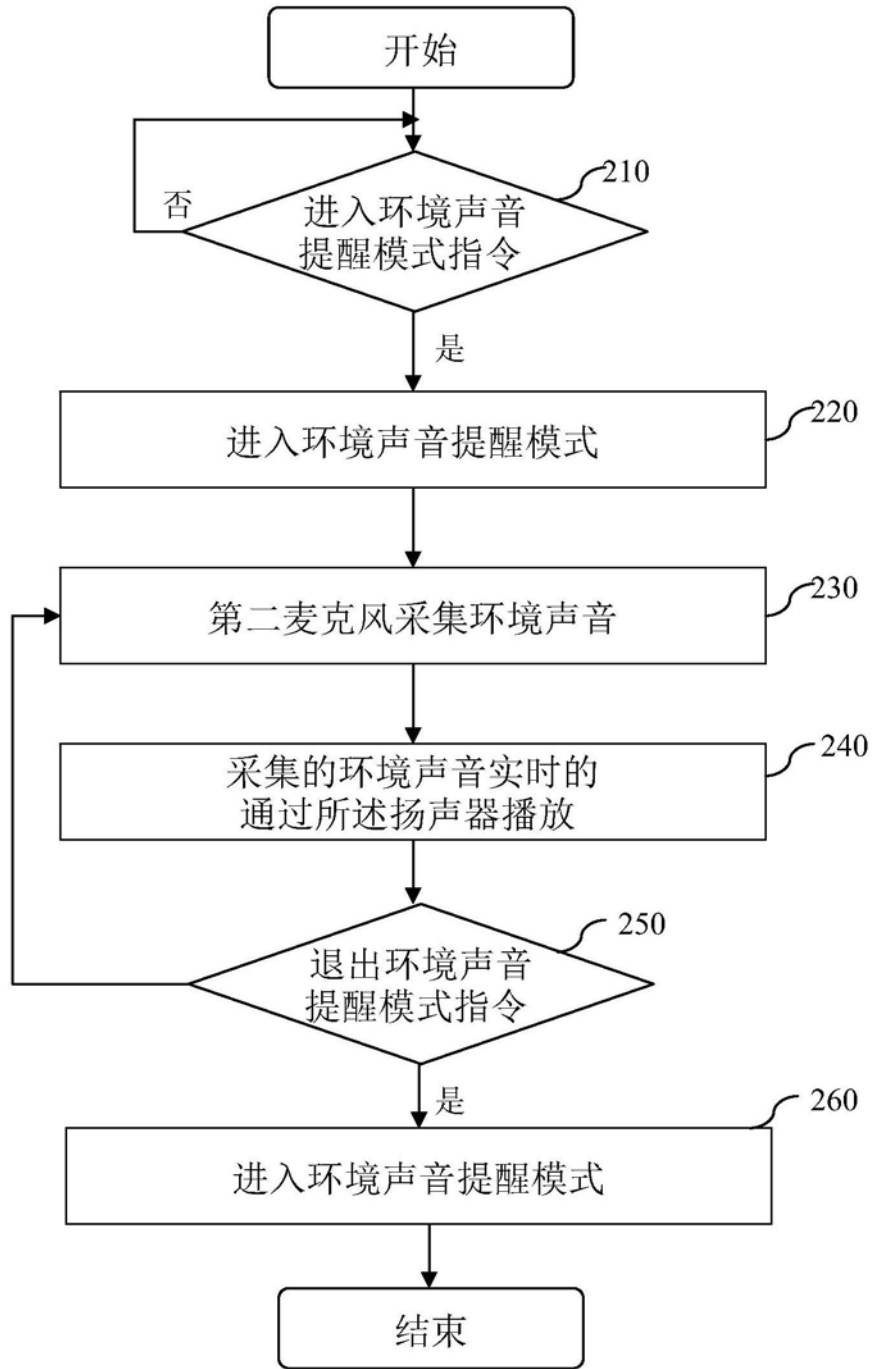 开始
210
否
进入环境声音
提醒模式指令
是
220
进入环境声音提醒模式
230
第二麦克风采集环境声音
240
采集的环境声音实时的
通过所述扬声器播放
250
退出环境声音
提醒模式指令
是
260
进入环境声音提醒模式
结束